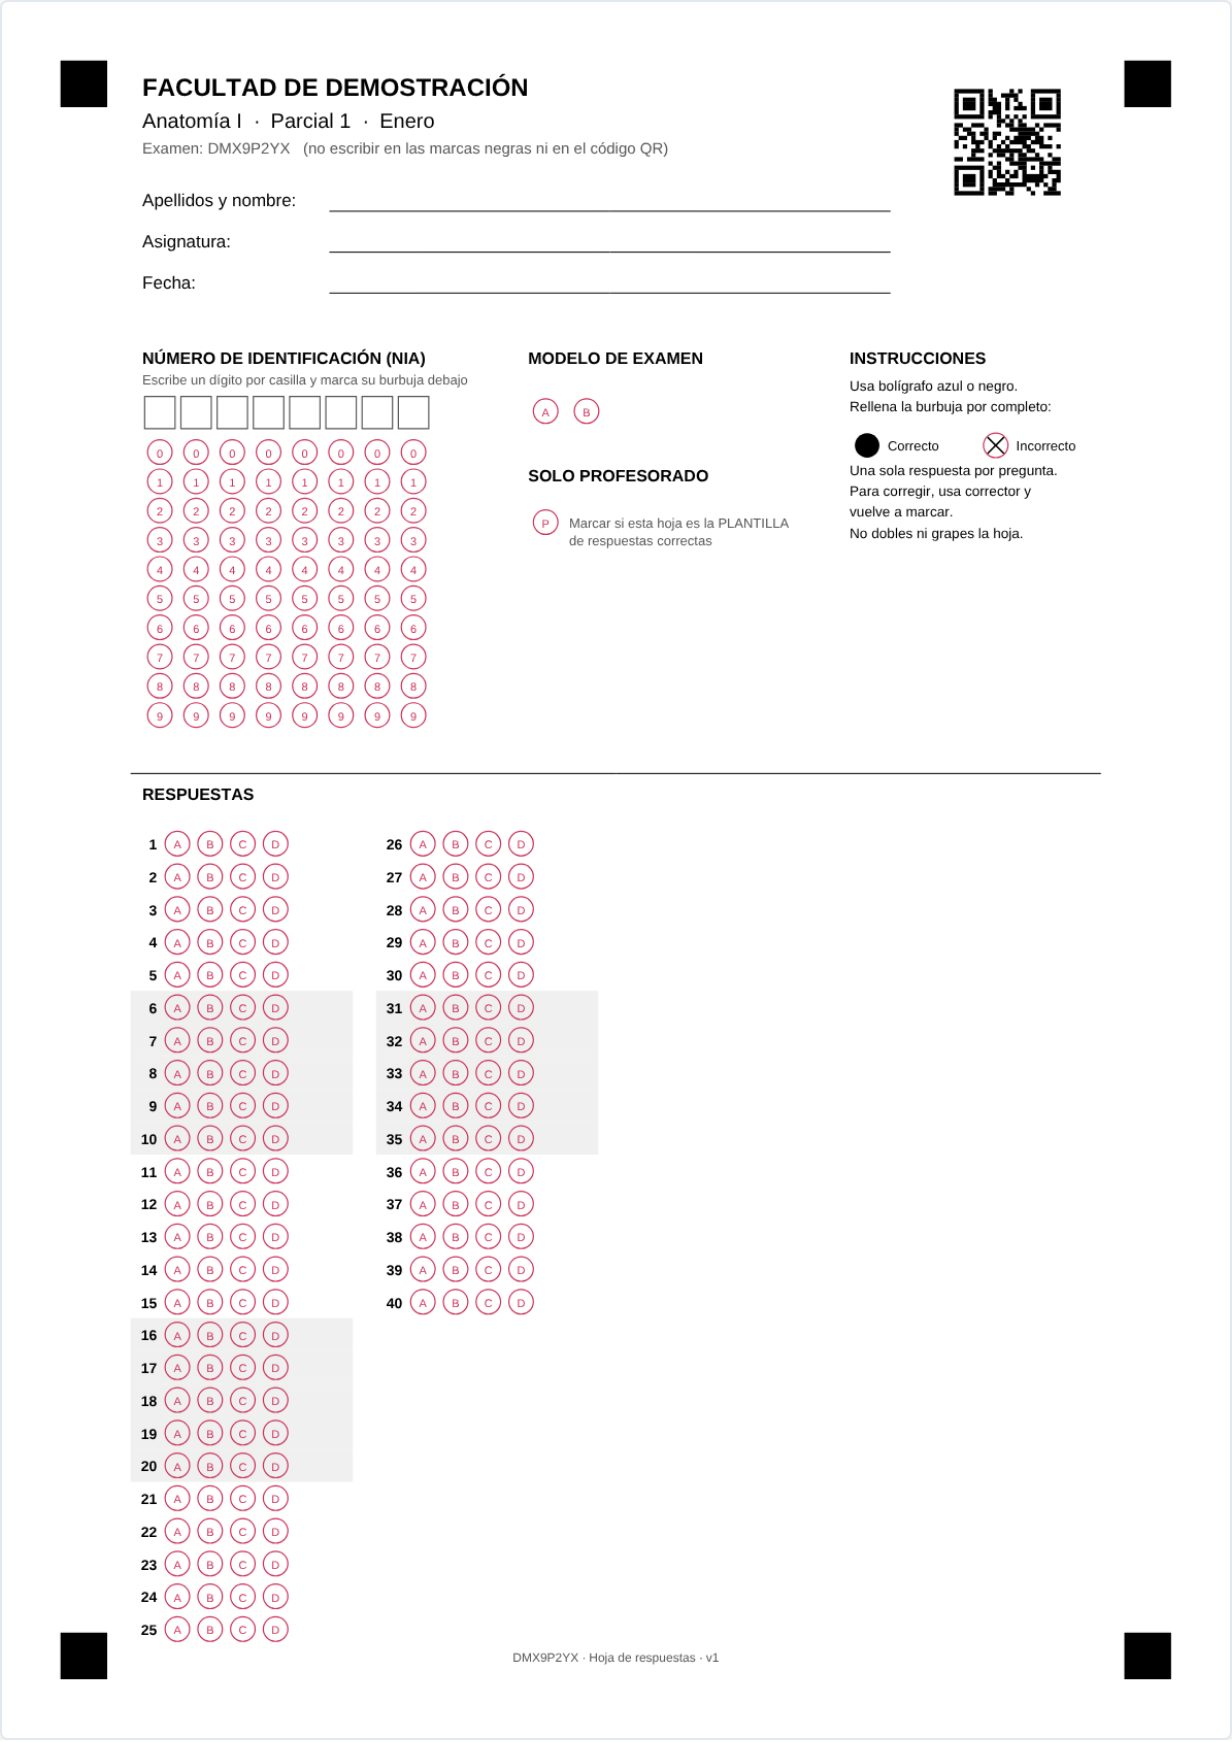 FACULTAD DE DEMOSTRACIÓN
Anatomía I · Parcial 1 · Enero
Examen: DMX9P2YX (no escribir en las marcas negras ni en el código QR)
Apellidos y nombre:
Asignatura:
Fecha:
NÚMERO DE IDENTIFICACIÓN (NIA)
Escribe un dígito por casilla y marca su burbuja debajo
0 0 0 0 0 0 0 0
1 1 1 1 1 1 1 1
2 2 2 2 2 2 2 2
3 3 3 3 3 3 3 3
4 4 4 4 4 4 4 4
5 5 5 5 5 5 5 5
6 6 6 6 6 6 6 6
7 7 7 7 7 7 7 7
8 8 8 8 8 8 8 8
9 9 9 9 9 9 9 9
MODELO DE EXAMEN
A B
SOLO PROFESORADO
P Marcar si esta hoja es la PLANTILLA
de respuestas correctas
INSTRUCCIONES
Usa bolígrafo azul o negro.
Rellena la burbuja por completo:
Correcto Incorrecto
Una sola respuesta por pregunta.
Para corregir, usa corrector y
vuelve a marcar.
No dobles ni grapes la hoja.
RESPUESTAS
1 A B C D
2 A B C D
3 A B C D
4 A B C D
5 A B C D
6 A B C D
7 A B C D
8 A B C D
9 A B C D
10 A B C D
11 A B C D
12 A B C D
13 A B C D
14 A B C D
15 A B C D
16 A B C D
17 A B C D
18 A B C D
19 A B C D
20 A B C D
21 A B C D
22 A B C D
23 A B C D
24 A B C D
25 A B C D
26 A B C D
27 A B C D
28 A B C D
29 A B C D
30 A B C D
31 A B C D
32 A B C D
33 A B C D
34 A B C D
35 A B C D
36 A B C D
37 A B C D
38 A B C D
39 A B C D
40 A B C D
DMX9P2YX · Hoja de respuestas · v1